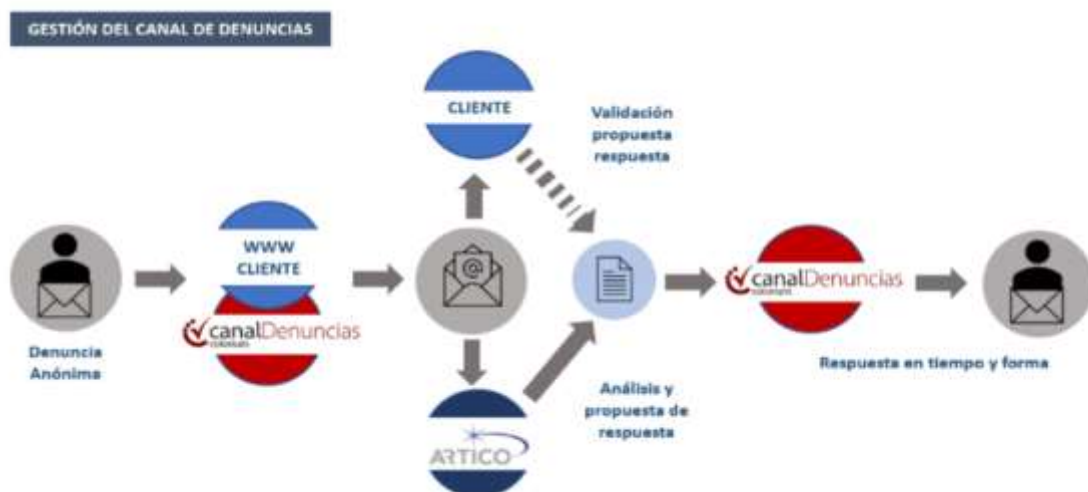 GESTIÓN DEL CANAL DE DENUNCIAS
CLIENTE
Validación
propuesta
respuesta
WWW
CLIENTE
@
canalDenuncias
canalDenuncias
Denuncia
Anónima
Respuesta en tiempo y forma
Análisis y
propuesta de
respuesta
ARTICO